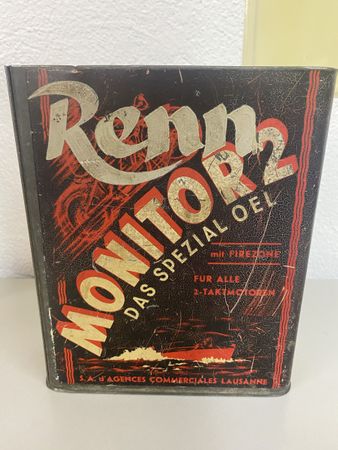 Renn
MONITOR 2
DAS SPEZIAL OEL
mit FIREZONE
FÜR ALLE
2-TAKTMOTOREN
S.A. d'AGENCES COMMERCIALES LAUSANNE